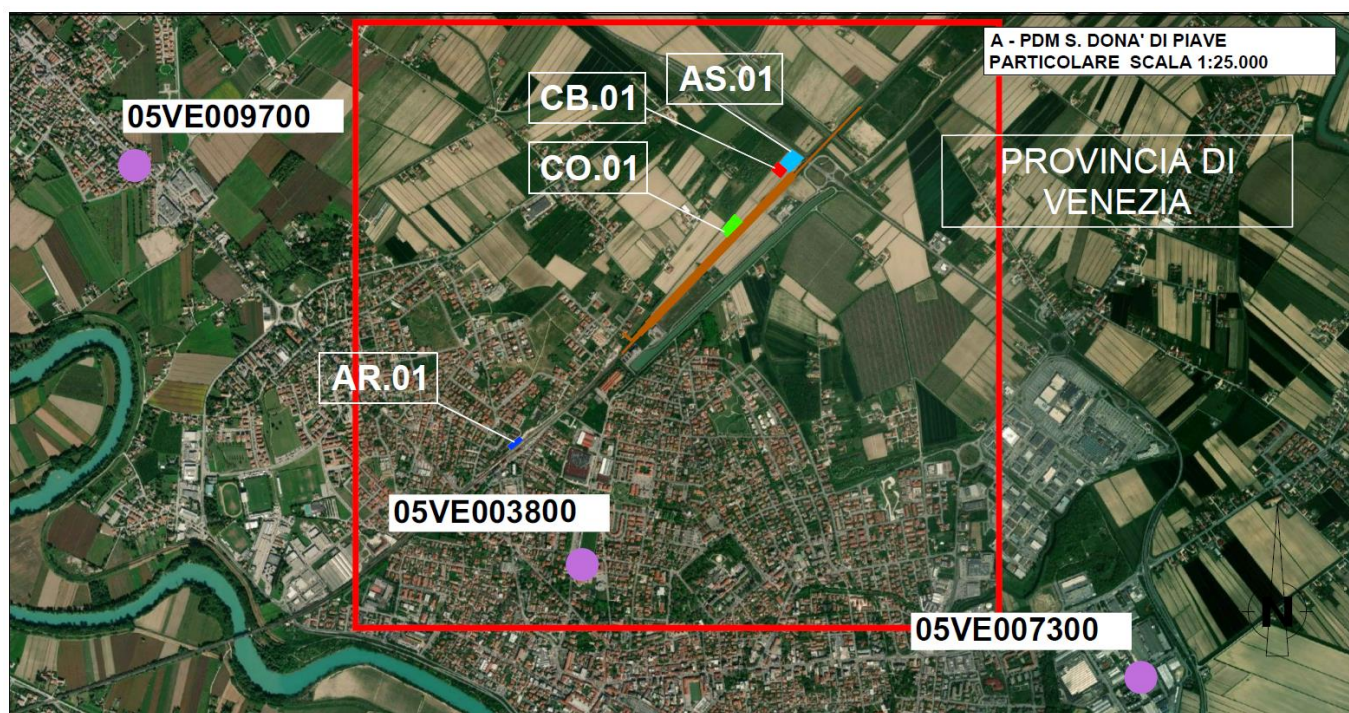 A - PDM S. DONA' DI PIAVE
PARTICOLARE SCALA 1:25.000
AS.01
CB.01
05VE009700
CO.01
PROVINCIA DI
VENEZIA
AR.01
05VE003800
N
05VE007300